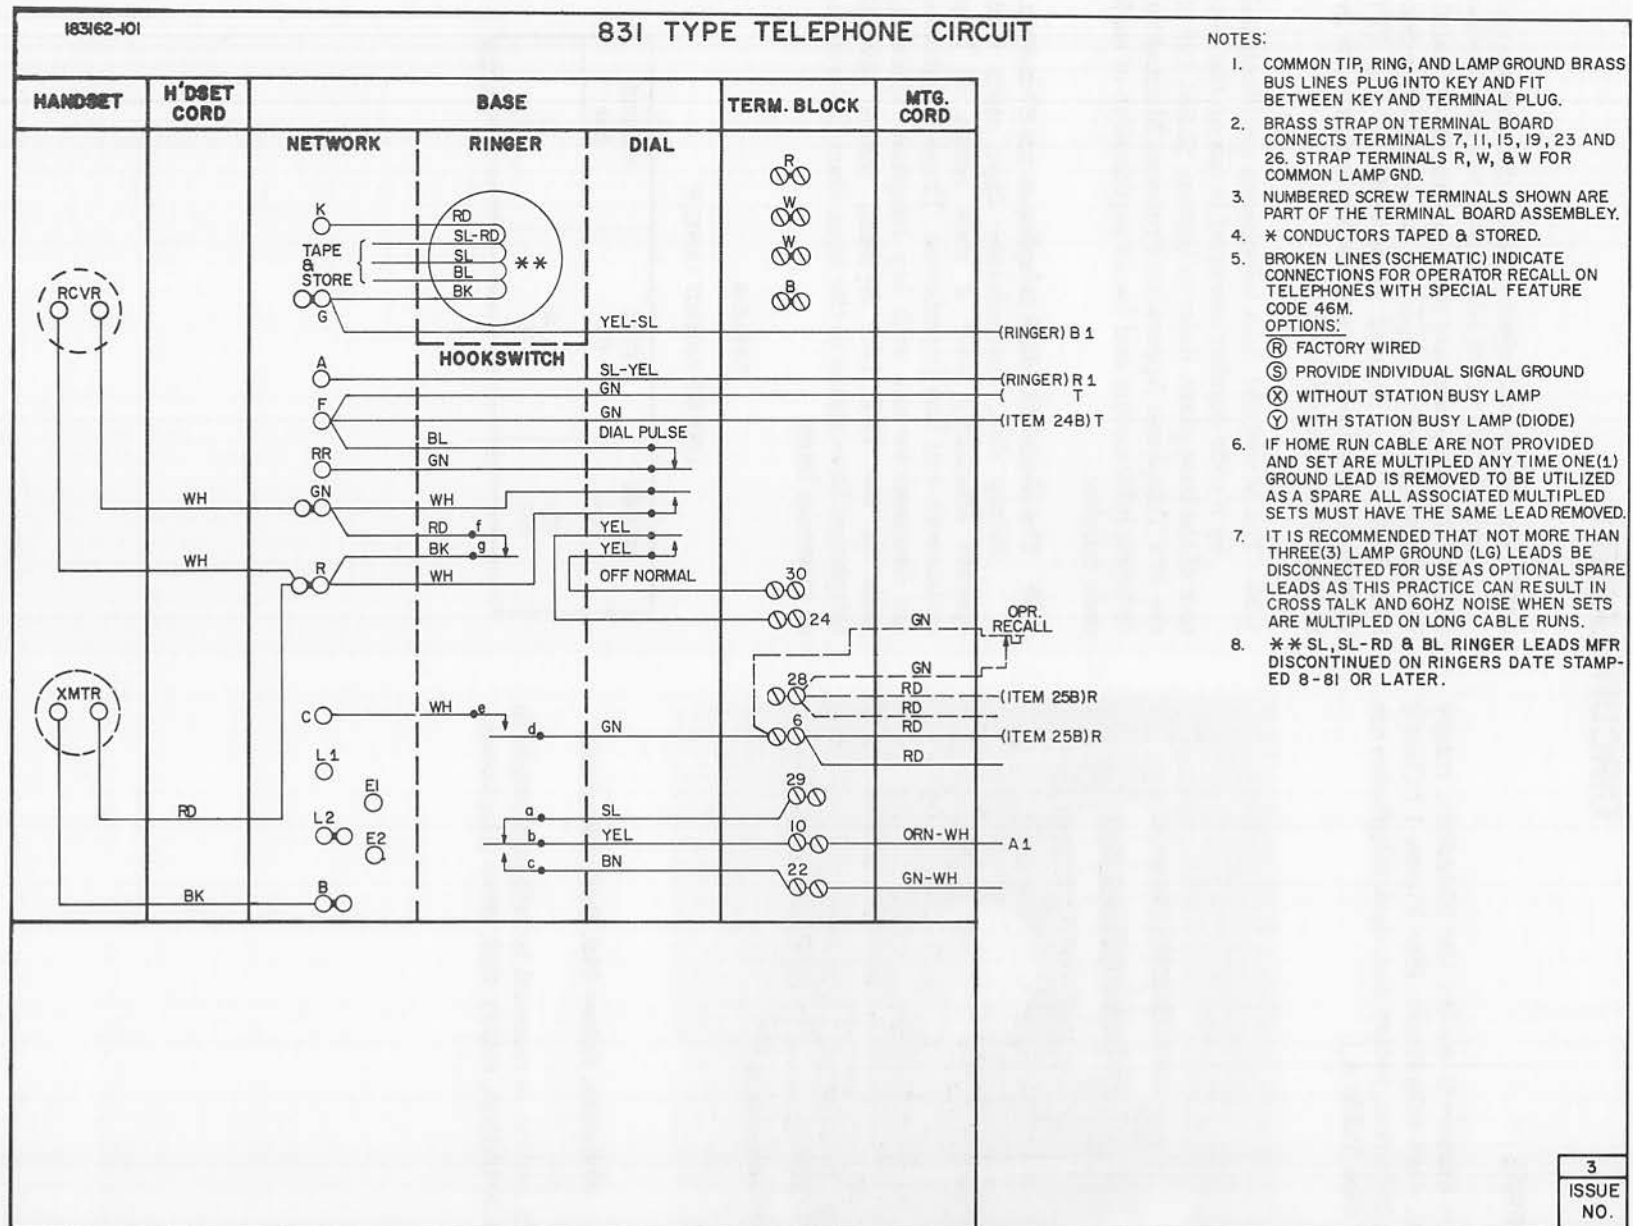 183162-101
831 TYPE TELEPHONE CIRCUIT
HANDSET
H'DSET
CORD
BASE
TERM. BLOCK
MTG.
CORD
NETWORK
RINGER
DIAL
R
W
W
B
K
RD
SL-RD
SL
BL
BK
**
TAPE
&
STORE
G
YEL-SL
(RINGER) B 1
HOOKSWITCH
RCVR
A
SL-YEL
(RINGER) R 1
GN
( T
F
GN
(ITEM 24B) T
DIAL PULSE
BL
RR
GN
GN
WH
WH
RD
f
YEL
BK
g
YEL
WH
R
WH
OFF NORMAL
30
24
GN
OPR.
RECALL
GN
28
RD
(ITEM 25B) R
RD
XMTR
C
WH
e
d
GN
6
RD
(ITEM 25B) R
RD
L1
E1
29
RD
a
SL
L2
E2
b
YEL
10
ORN-WH
A1
c
BN
22
GN-WH
BK
B
NOTES:
1. COMMON TIP, RING, AND LAMP GROUND BRASS
BUS LINES PLUG INTO KEY AND FIT
BETWEEN KEY AND TERMINAL PLUG.
2. BRASS STRAP ON TERMINAL BOARD
CONNECTS TERMINALS 7, 11, 15, 19, 23 AND
26. STRAP TERMINALS R, W, & W FOR
COMMON LAMP GND.
3. NUMBERED SCREW TERMINALS SHOWN ARE
PART OF THE TERMINAL BOARD ASSEMBLEY.
4. * CONDUCTORS TAPED & STORED.
5. BROKEN LINES (SCHEMATIC) INDICATE
CONNECTIONS FOR OPERATOR RECALL ON
TELEPHONES WITH SPECIAL FEATURE
CODE 46M.
OPTIONS:
Ⓡ FACTORY WIRED
Ⓢ PROVIDE INDIVIDUAL SIGNAL GROUND
Ⓧ WITHOUT STATION BUSY LAMP
Ⓨ WITH STATION BUSY LAMP (DIODE)
6. IF HOME RUN CABLE ARE NOT PROVIDED
AND SET ARE MULTIPLED ANY TIME ONE(1)
GROUND LEAD IS REMOVED TO BE UTILIZED
AS A SPARE ALL ASSOCIATED MULTIPLED
SETS MUST HAVE THE SAME LEAD REMOVED.
7. IT IS RECOMMENDED THAT NOT MORE THAN
THREE(3) LAMP GROUND (LG) LEADS BE
DISCONNECTED FOR USE AS OPTIONAL SPARE
LEADS AS THIS PRACTICE CAN RESULT IN
CROSS TALK AND 60HZ NOISE WHEN SETS
ARE MULTIPLED ON LONG CABLE RUNS.
8. ** SL, SL-RD & BL RINGER LEADS MFR
DISCONTINUED ON RINGERS DATE STAMP-
ED 8-81 OR LATER.
3
ISSUE
NO.